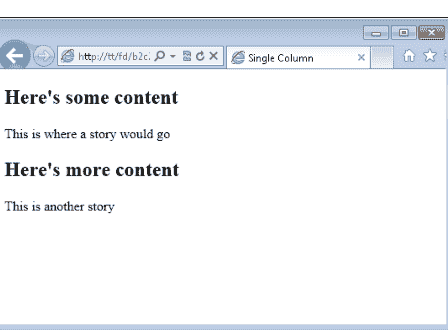 http://tt/fd/b2c
Single Column
Here's some content
This is where a story would go
Here's more content
This is another story